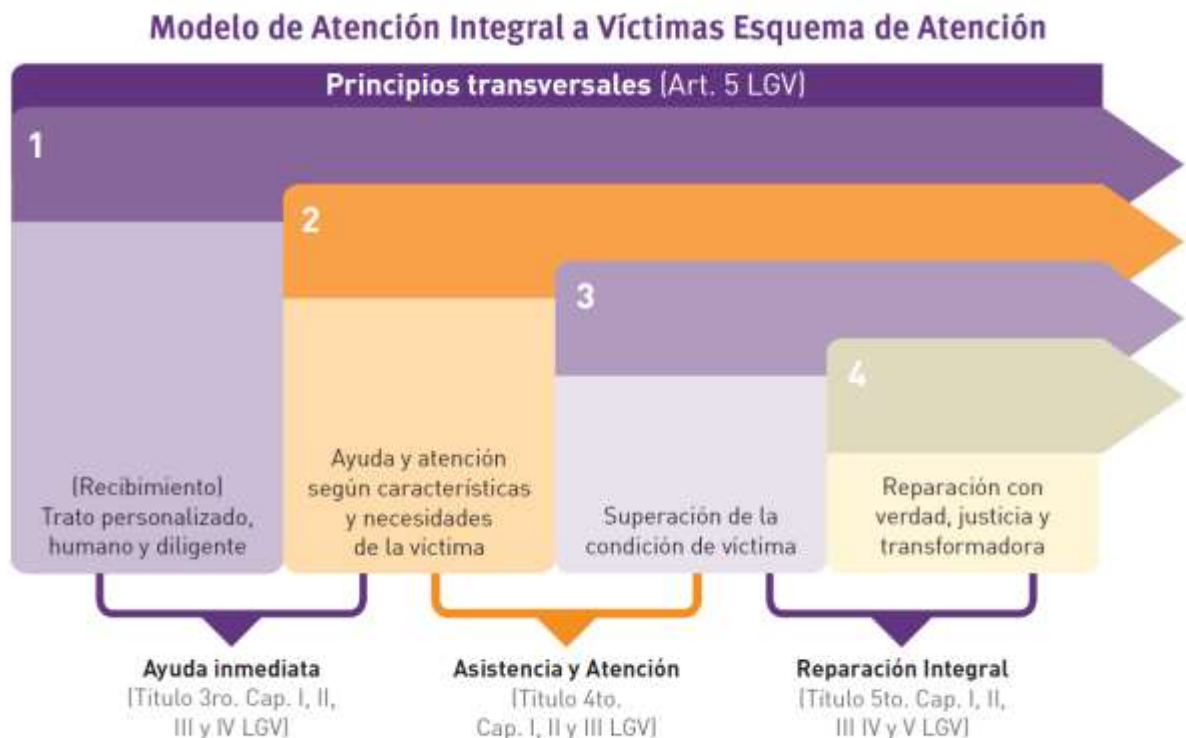 Modelo de Atención Integral a Víctimas Esquema de Atención
Principios transversales (Art. 5 LGV)
1
2
3
4
(Recibimiento)
Trato personalizado,
humano y diligente
Ayuda y atención
según características
y necesidades
de la víctima
Superación de la
condición de víctima
Reparación con
verdad, justicia y
transformadora
Ayuda inmediata
(Título 3ro. Cap. I, II,
III y IV LGV)
Asistencia y Atención
(Título 4to.
Cap. I, II y III LGV)
Reparación Integral
(Título 5to. Cap. I, II,
III IV y V LGV)